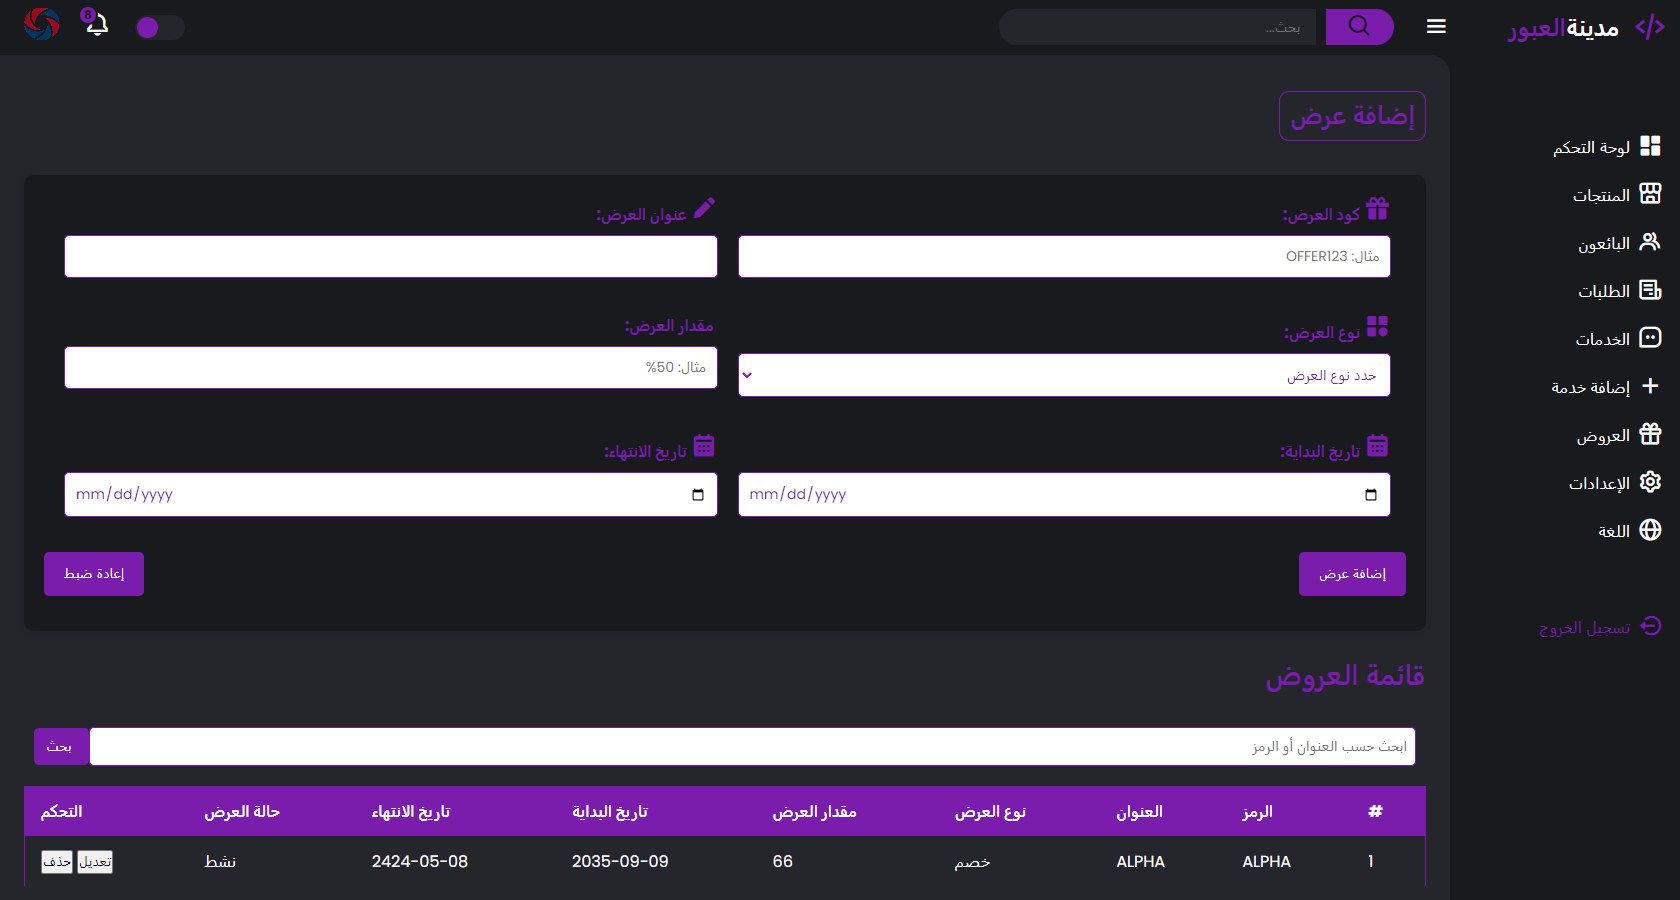 مدينةالعبور
بحث...
8
لوحة التحكم
المنتجات
البائعون
الطلبات
الخدمات
إضافة خدمة
العروض
الإعدادات
اللغة
تسجيل الخروج
إضافة عرض
كود العرض:
عنوان العرض:
مثال: OFFER123
نوع العرض:
مقدار العرض:
حدد نوع العرض
مثال: 50%
تاريخ البداية:
تاريخ الانتهاء:
mm/dd/yyyy
mm/dd/yyyy
إضافة عرض
إعادة ضبط
قائمة العروض
ابحث حسب العنوان أو الرمز
بحث
# الرمز العنوان نوع العرض مقدار العرض تاريخ البداية تاريخ الانتهاء حالة العرض التحكم
1 ALPHA ALPHA خصم 66 2035-09-09 2424-05-08 نشط تعديل حذف